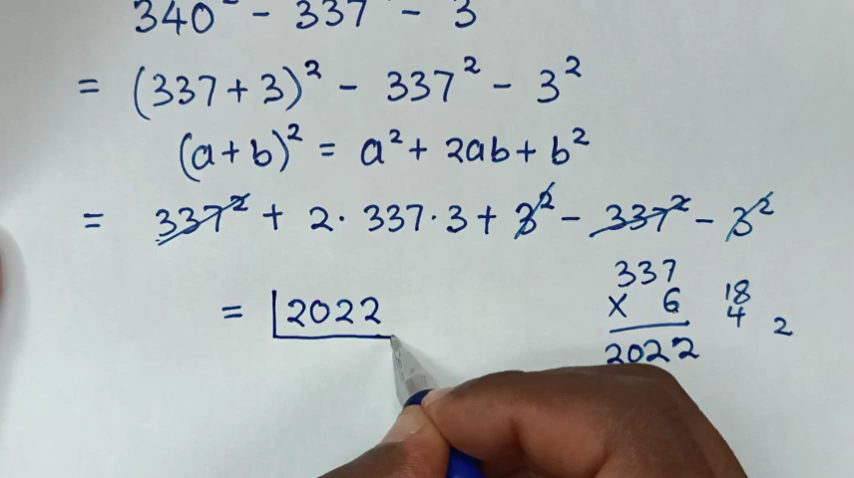 340² - 337² - 3
= (337+3)² - 337² - 3²
(a+b)² = a² + 2ab + b²
= 337² + 2·337·3 + 3² - 337² - 3²
337
= 2022
× 6
18
4
2
2022